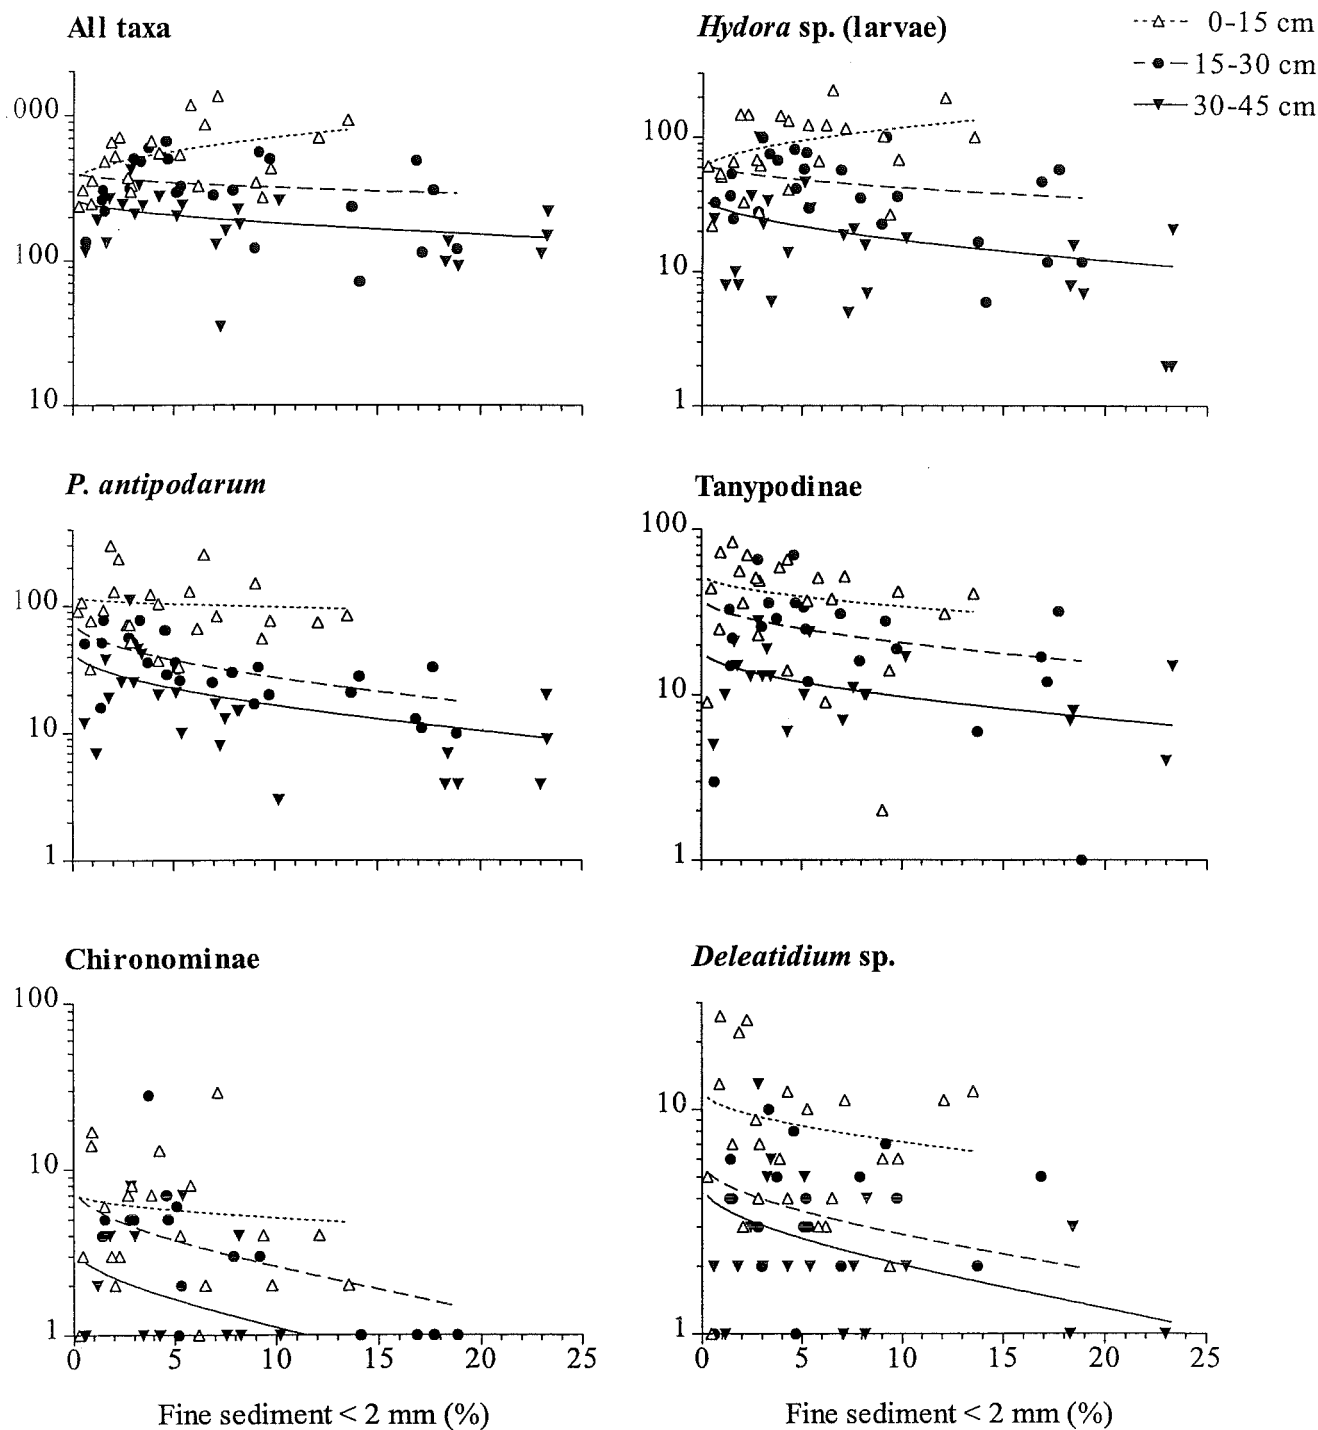 All taxa
Hydora sp. (larvae)
0-15 cm
15-30 cm
30-45 cm
000
100
10
100
10
1
P. antipodarum
Tanypodinae
100
10
1
100
10
1
Chironominae
Deleatidium sp.
100
10
1
10
1
0 5 10 15 20 25
0 5 10 15 20 25
Fine sediment < 2 mm (%)
Fine sediment < 2 mm (%)